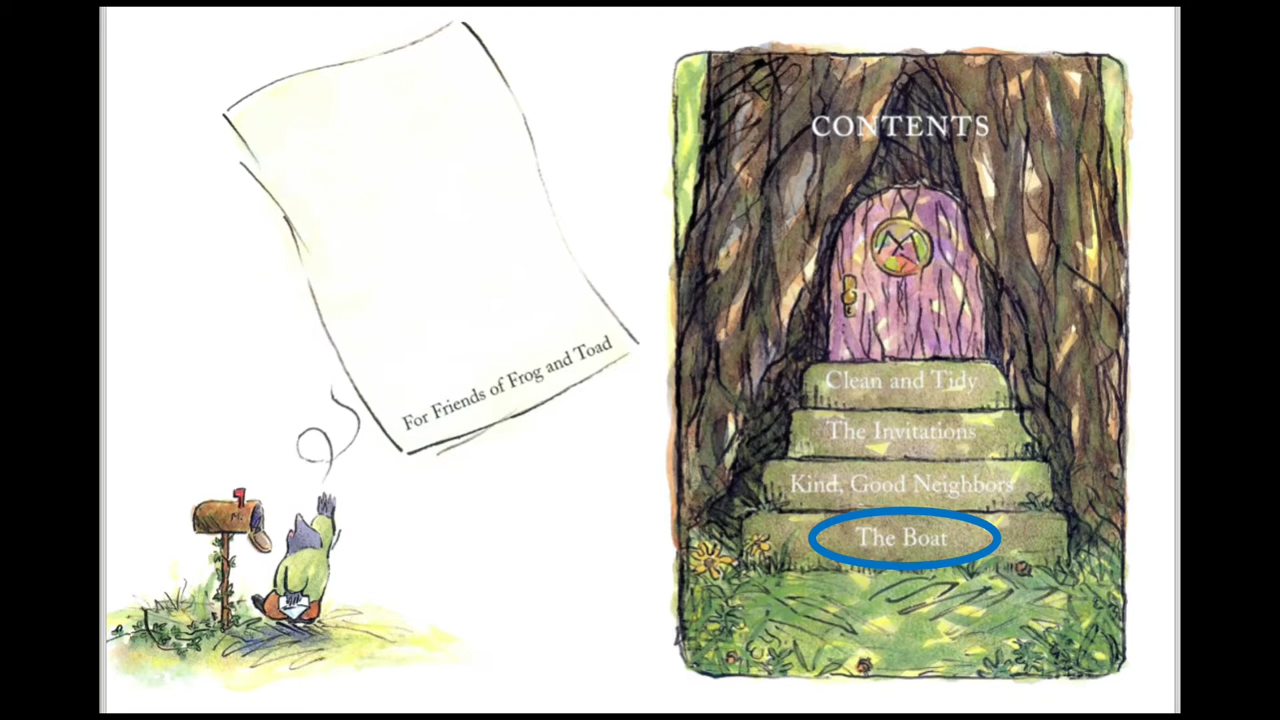 For Friends of Frog and Toad
M.
CONTENTS
M
Clean and Tidy
The Invitations
Kind, Good Neighbors
The Boat